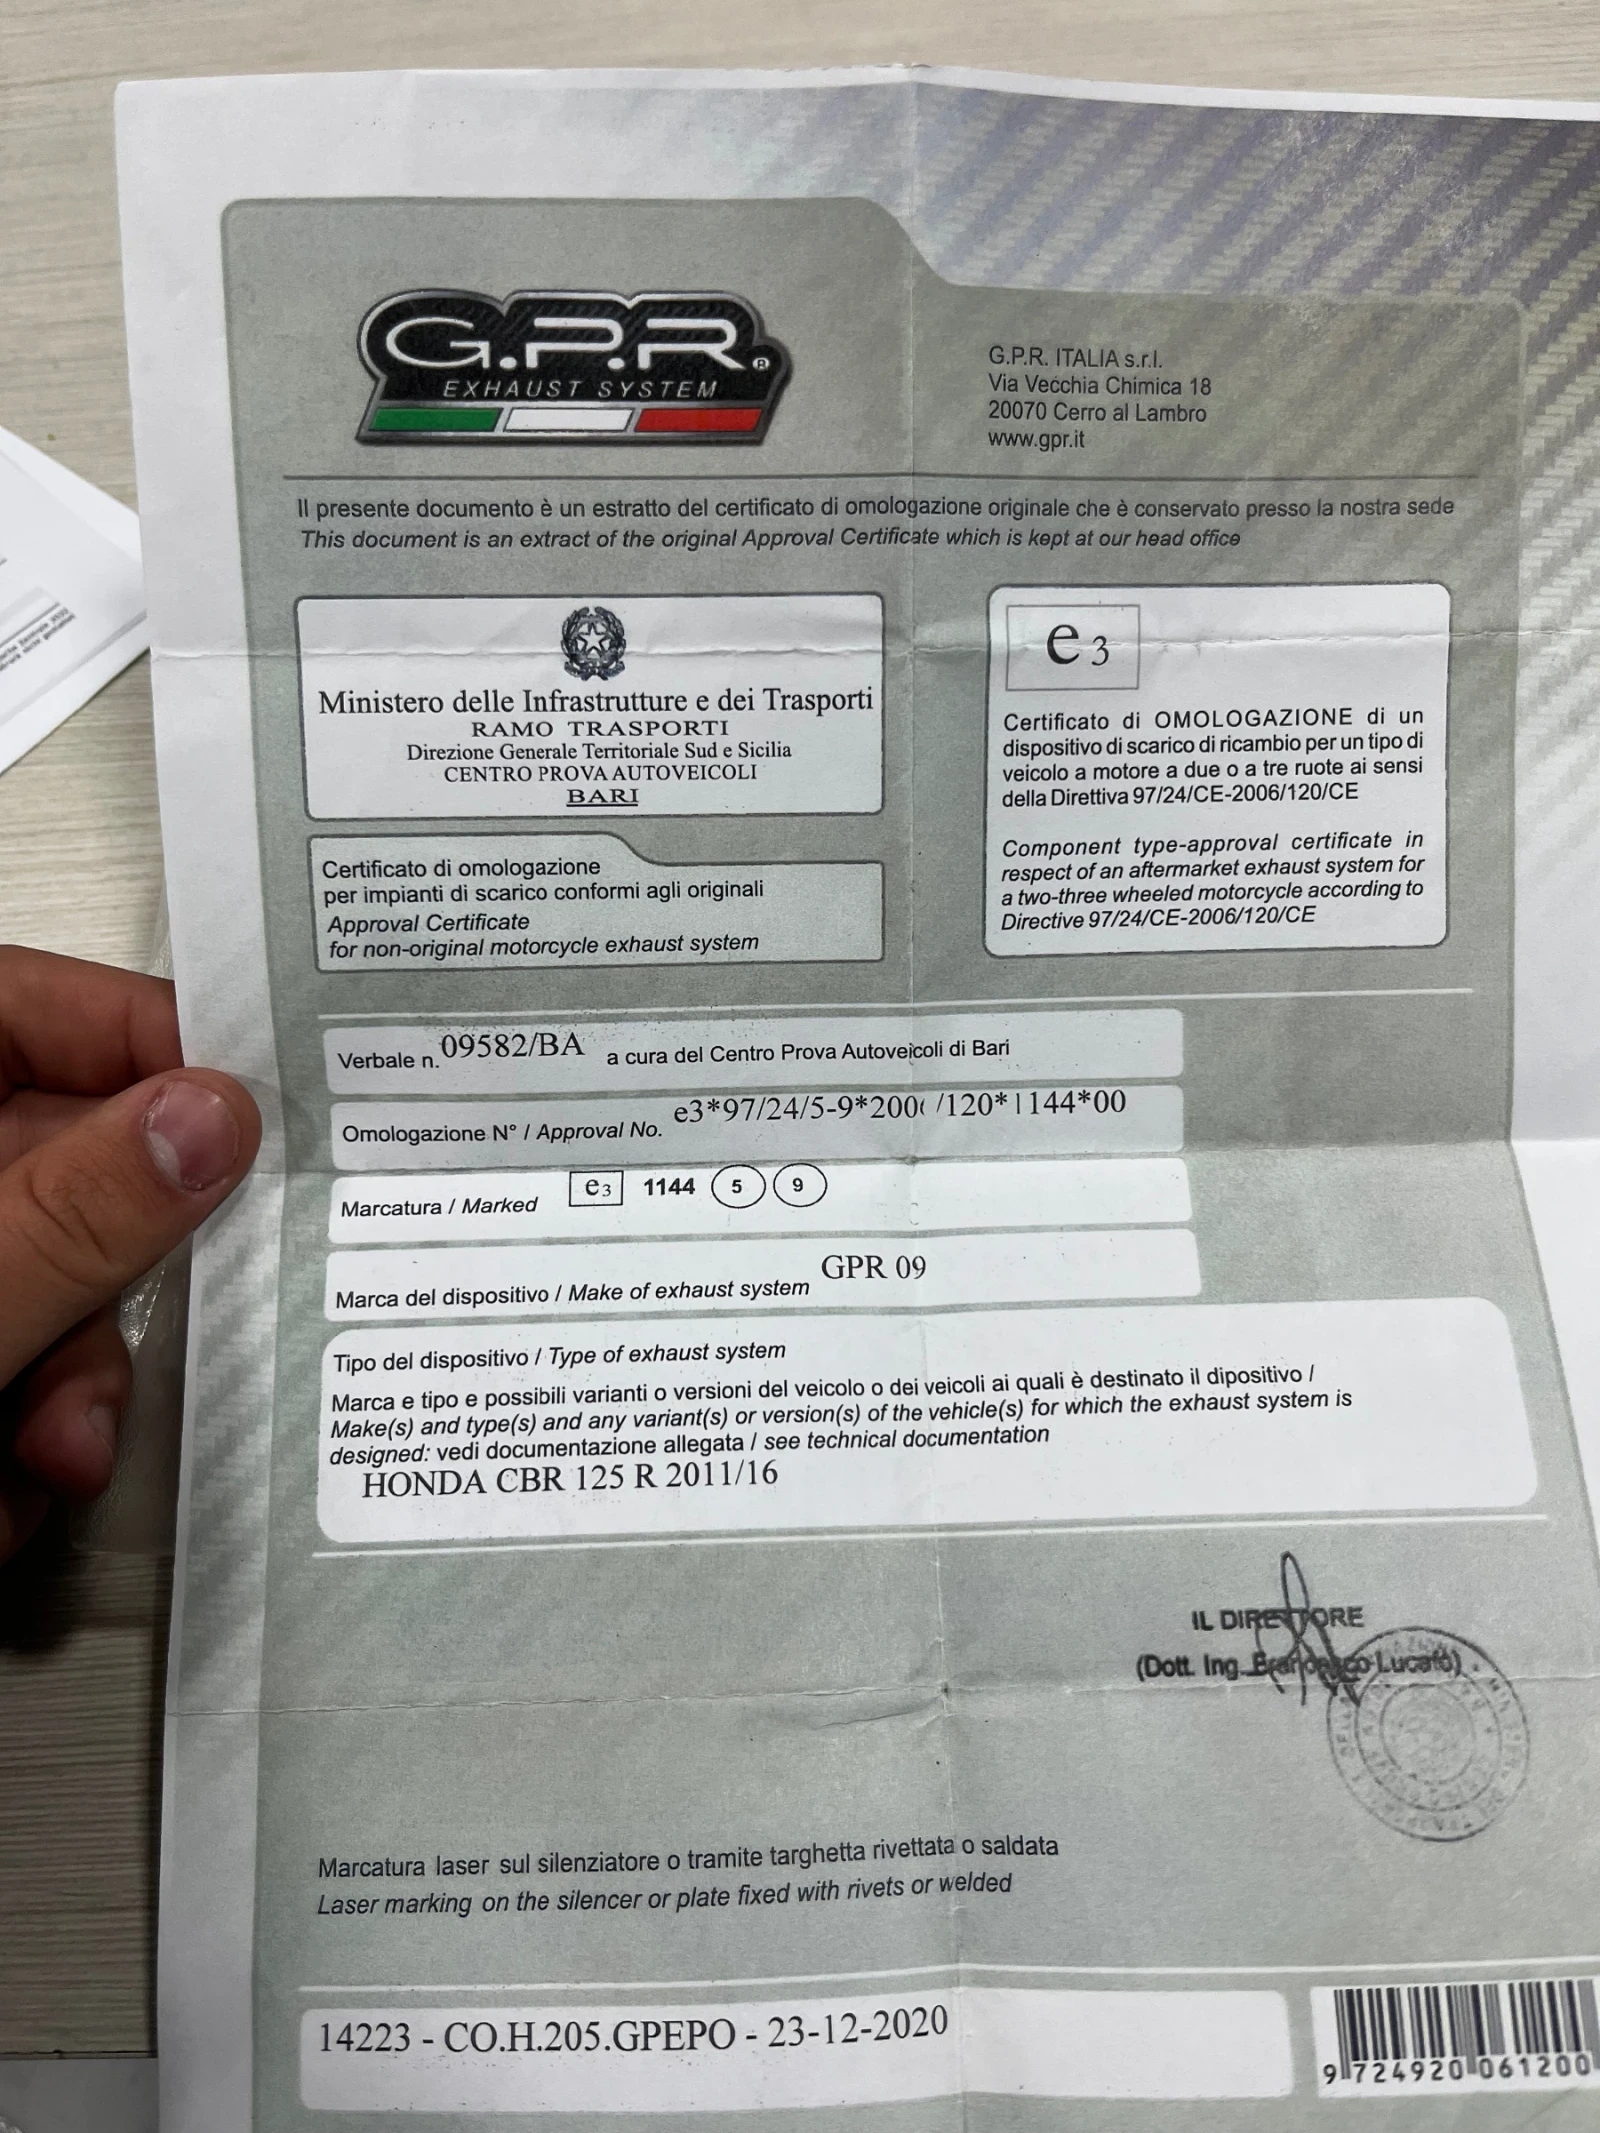 G.P.R.®
EXHAUST SYSTEM
G.P.R. ITALIA s.r.l.
Via Vecchia Chimica 18
20070 Cerro al Lambro
www.gpr.it
Il presente documento è un estratto del certificato di omologazione originale che è conservato presso la nostra sede
This document is an extract of the original Approval Certificate which is kept at our head office
Ministero delle Infrastrutture e dei Trasporti
RAMO TRASPORTI
Direzione Generale Territoriale Sud e Sicilia
CENTRO PROVA AUTOVEICOLI
BARI
e3
Certificato di OMOLOGAZIONE di un
dispositivo di scarico di ricambio per un tipo di
veicolo a motore a due o a tre ruote ai sensi
della Direttiva 97/24/CE-2006/120/CE
Component type-approval certificate in
respect of an aftermarket exhaust system for
a two-three wheeled motorcycle according to
Directive 97/24/CE-2006/120/CE
Certificato di omologazione
per impianti di scarico conformi agli originali
Approval Certificate
for non-original motorcycle exhaust system
Verbale n. 09582/BA a cura del Centro Prova Autoveicoli di Bari
Omologazione N° / Approval No. e3*97/24/5-9*200 /120*1144*00
Marcatura / Marked e3 1144 5 9
Marca del dispositivo / Make of exhaust system GPR 09
Tipo del dispositivo / Type of exhaust system
Marca e tipo e possibili varianti o versioni del veicolo o dei veicoli ai quali è destinato il dipositivo /
Make(s) and type(s) and any variant(s) or version(s) of the vehicle(s) for which the exhaust system is
designed: vedi documentazione allegata / see technical documentation
HONDA CBR 125 R 2011/16
IL DIRETTORE
(Dott. Ing. Francesco Lucato)
Marcatura laser sul silenziatore o tramite targhetta rivettata o saldata
Laser marking on the silencer or plate fixed with rivets or welded
14223 - CO.H.205.GPEPO - 23-12-2020
9 724920 061200